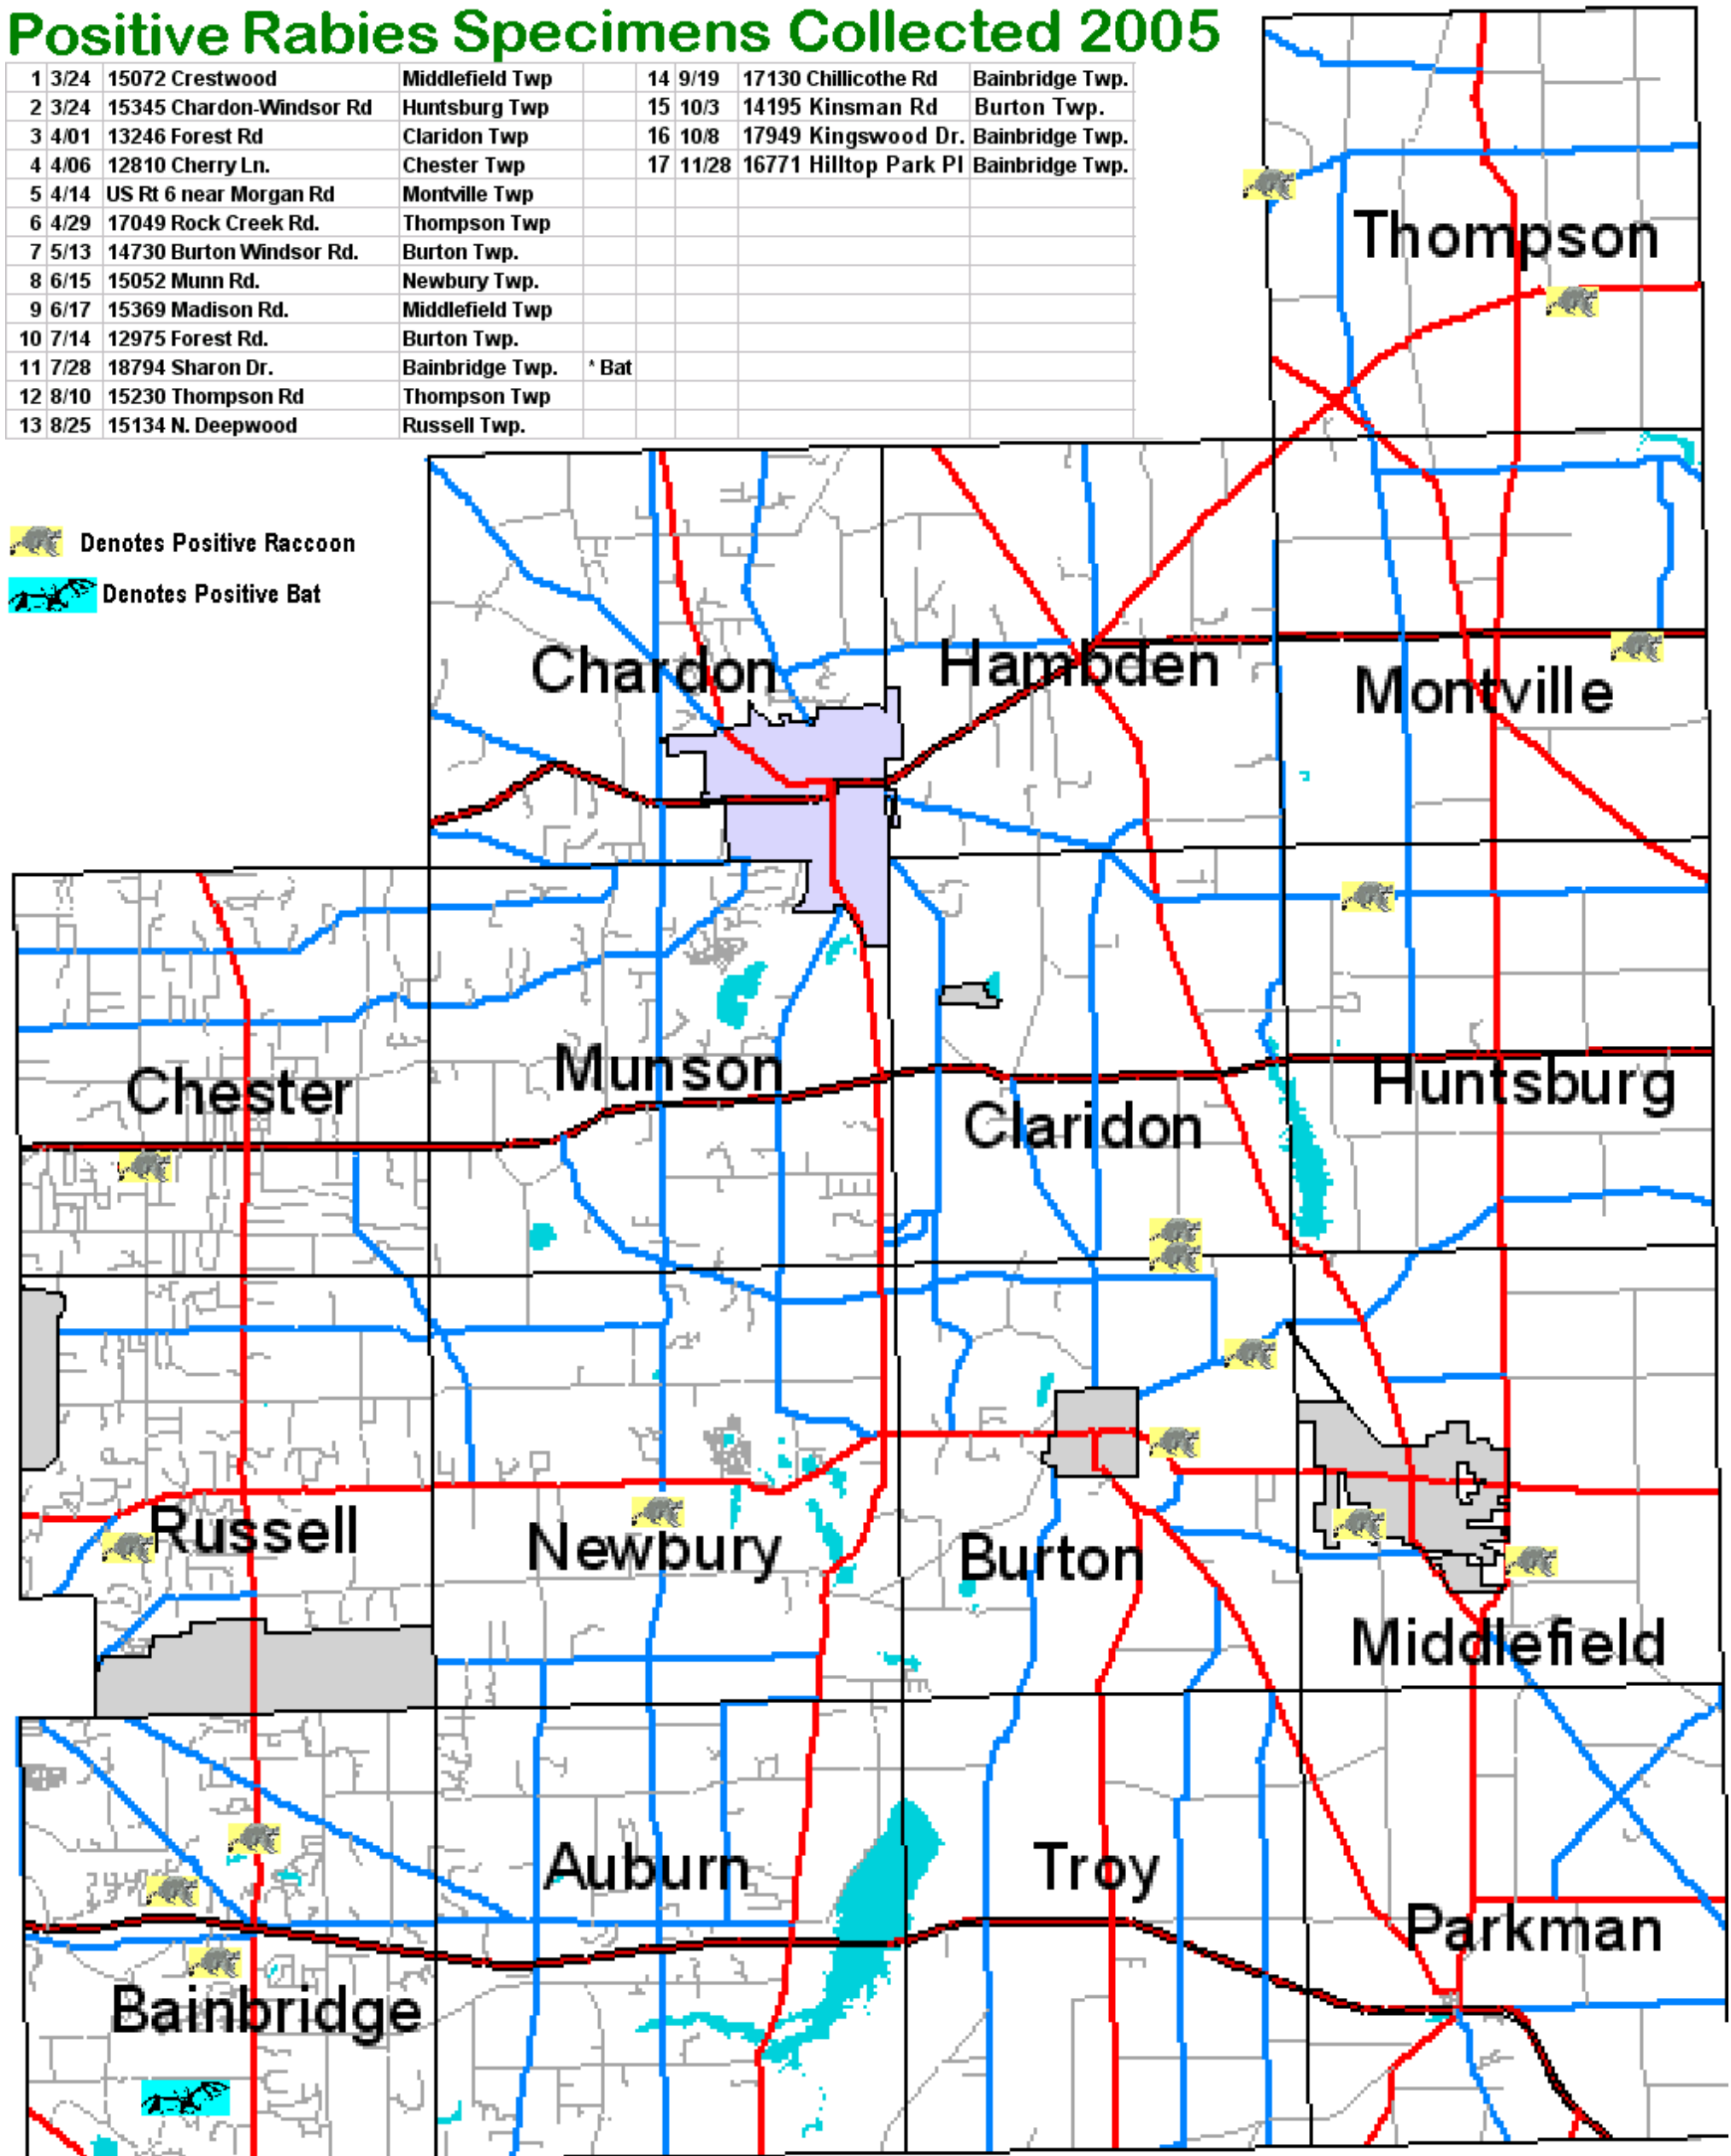 Positive Rabies Specimens Collected 2005
1 3/24 15072 Crestwood Middlefield Twp 14 9/19 17130 Chillicothe Rd Bainbridge Twp.
2 3/24 15345 Chardon-Windsor Rd Huntsburg Twp 15 10/3 14195 Kinsman Rd Burton Twp.
3 4/01 13246 Forest Rd Claridon Twp 16 10/8 17949 Kingswood Dr. Bainbridge Twp.
4 4/06 12810 Cherry Ln. Chester Twp 17 11/28 16771 Hilltop Park Pl Bainbridge Twp.
5 4/14 US Rt 6 near Morgan Rd Montville Twp
6 4/29 17049 Rock Creek Rd. Thompson Twp
7 5/13 14730 Burton Windsor Rd. Burton Twp.
8 6/15 15052 Munn Rd. Newbury Twp.
9 6/17 15369 Madison Rd. Middlefield Twp
10 7/14 12975 Forest Rd. Burton Twp.
11 7/28 18794 Sharon Dr. Bainbridge Twp. * Bat
12 8/10 15230 Thompson Rd Thompson Twp
13 8/25 15134 N. Deepwood Russell Twp.
Thompson
Denotes Positive Raccoon
Denotes Positive Bat
Chardon Hambden Montville
Chester Munson Claridon Huntsburg
Russell Newbury Burton Middlefield
Bainbridge Auburn Troy Parkman